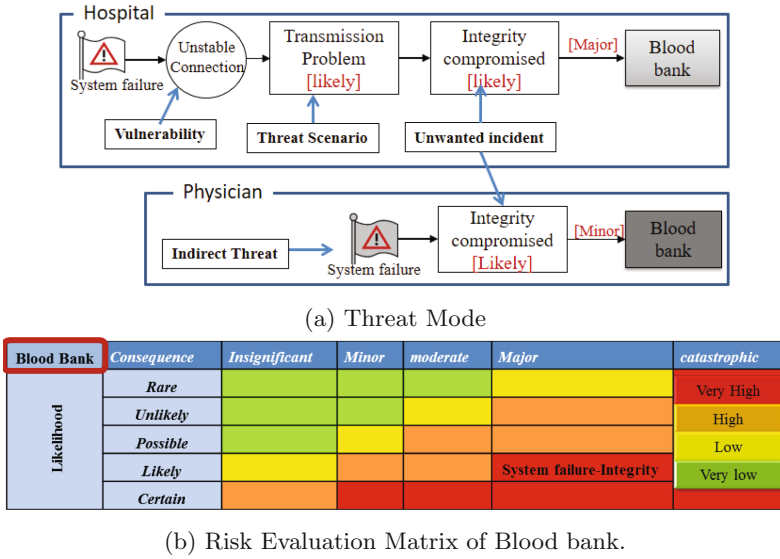 Hospital
System failure
Unstable
Connection
Transmission
Problem
[likely]
Integrity
compromised
[likely]
[Major]
Blood
bank
Vulnerability
Threat Scenario
Unwanted incident
Physician
Indirect Threat
System failure
Integrity
compromised
[Likely]
[Minor]
Blood
bank
(a) Threat Mode
Blood Bank Consequence Insignificant Minor moderate Major catastrophic
Likelihood
Rare Very High
Unlikely High
Possible Low
Likely System failure-Integrity Very low
Certain
(b) Risk Evaluation Matrix of Blood bank.